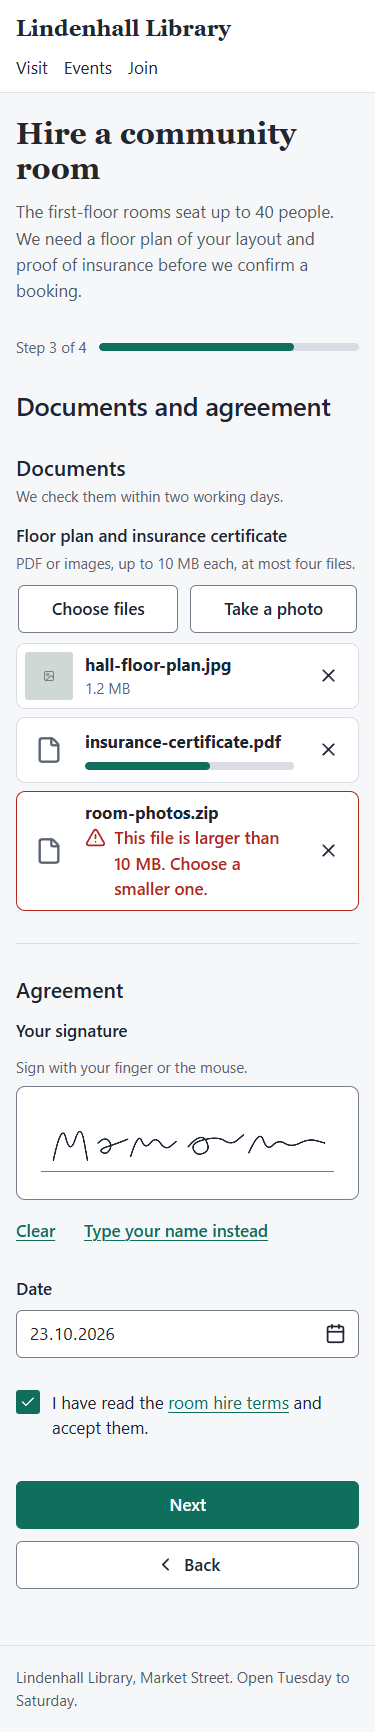 Lindenhall Library
Visit Events Join
Hire a community
room
The first-floor rooms seat up to 40 people.
We need a floor plan of your layout and
proof of insurance before we confirm a
booking.
Step 3 of 4
Documents and agreement
Documents
We check them within two working days.
Floor plan and insurance certificate
PDF or images, up to 10 MB each, at most four files.
Choose files Take a photo
hall-floor-plan.jpg
1.2 MB
insurance-certificate.pdf
room-photos.zip
This file is larger than
10 MB. Choose a
smaller one.
Agreement
Your signature
Sign with your finger or the mouse.
Clear Type your name instead
Date
23.10.2026
I have read the room hire terms and
accept them.
Next
Back
Lindenhall Library, Market Street. Open Tuesday to
Saturday.